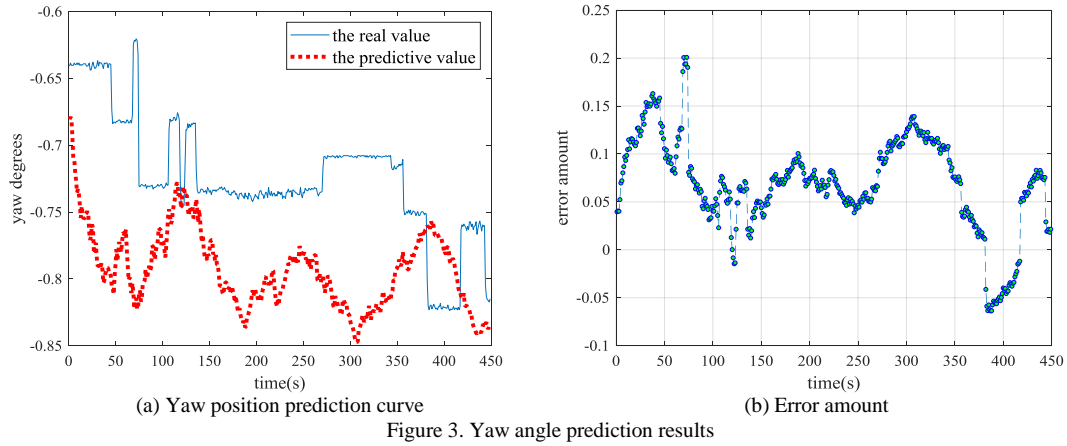 -0.6
-0.65
-0.7
-0.75
-0.8
-0.85
yaw degrees
the real value
the predictive value
0 50 100 150 200 250 300 350 400 450
time(s)
(a) Yaw position prediction curve
0.25
0.2
0.15
0.1
0.05
0
-0.05
-0.1
error amount
0 50 100 150 200 250 300 350 400 450
time(s)
(b) Error amount
Figure 3. Yaw angle prediction results